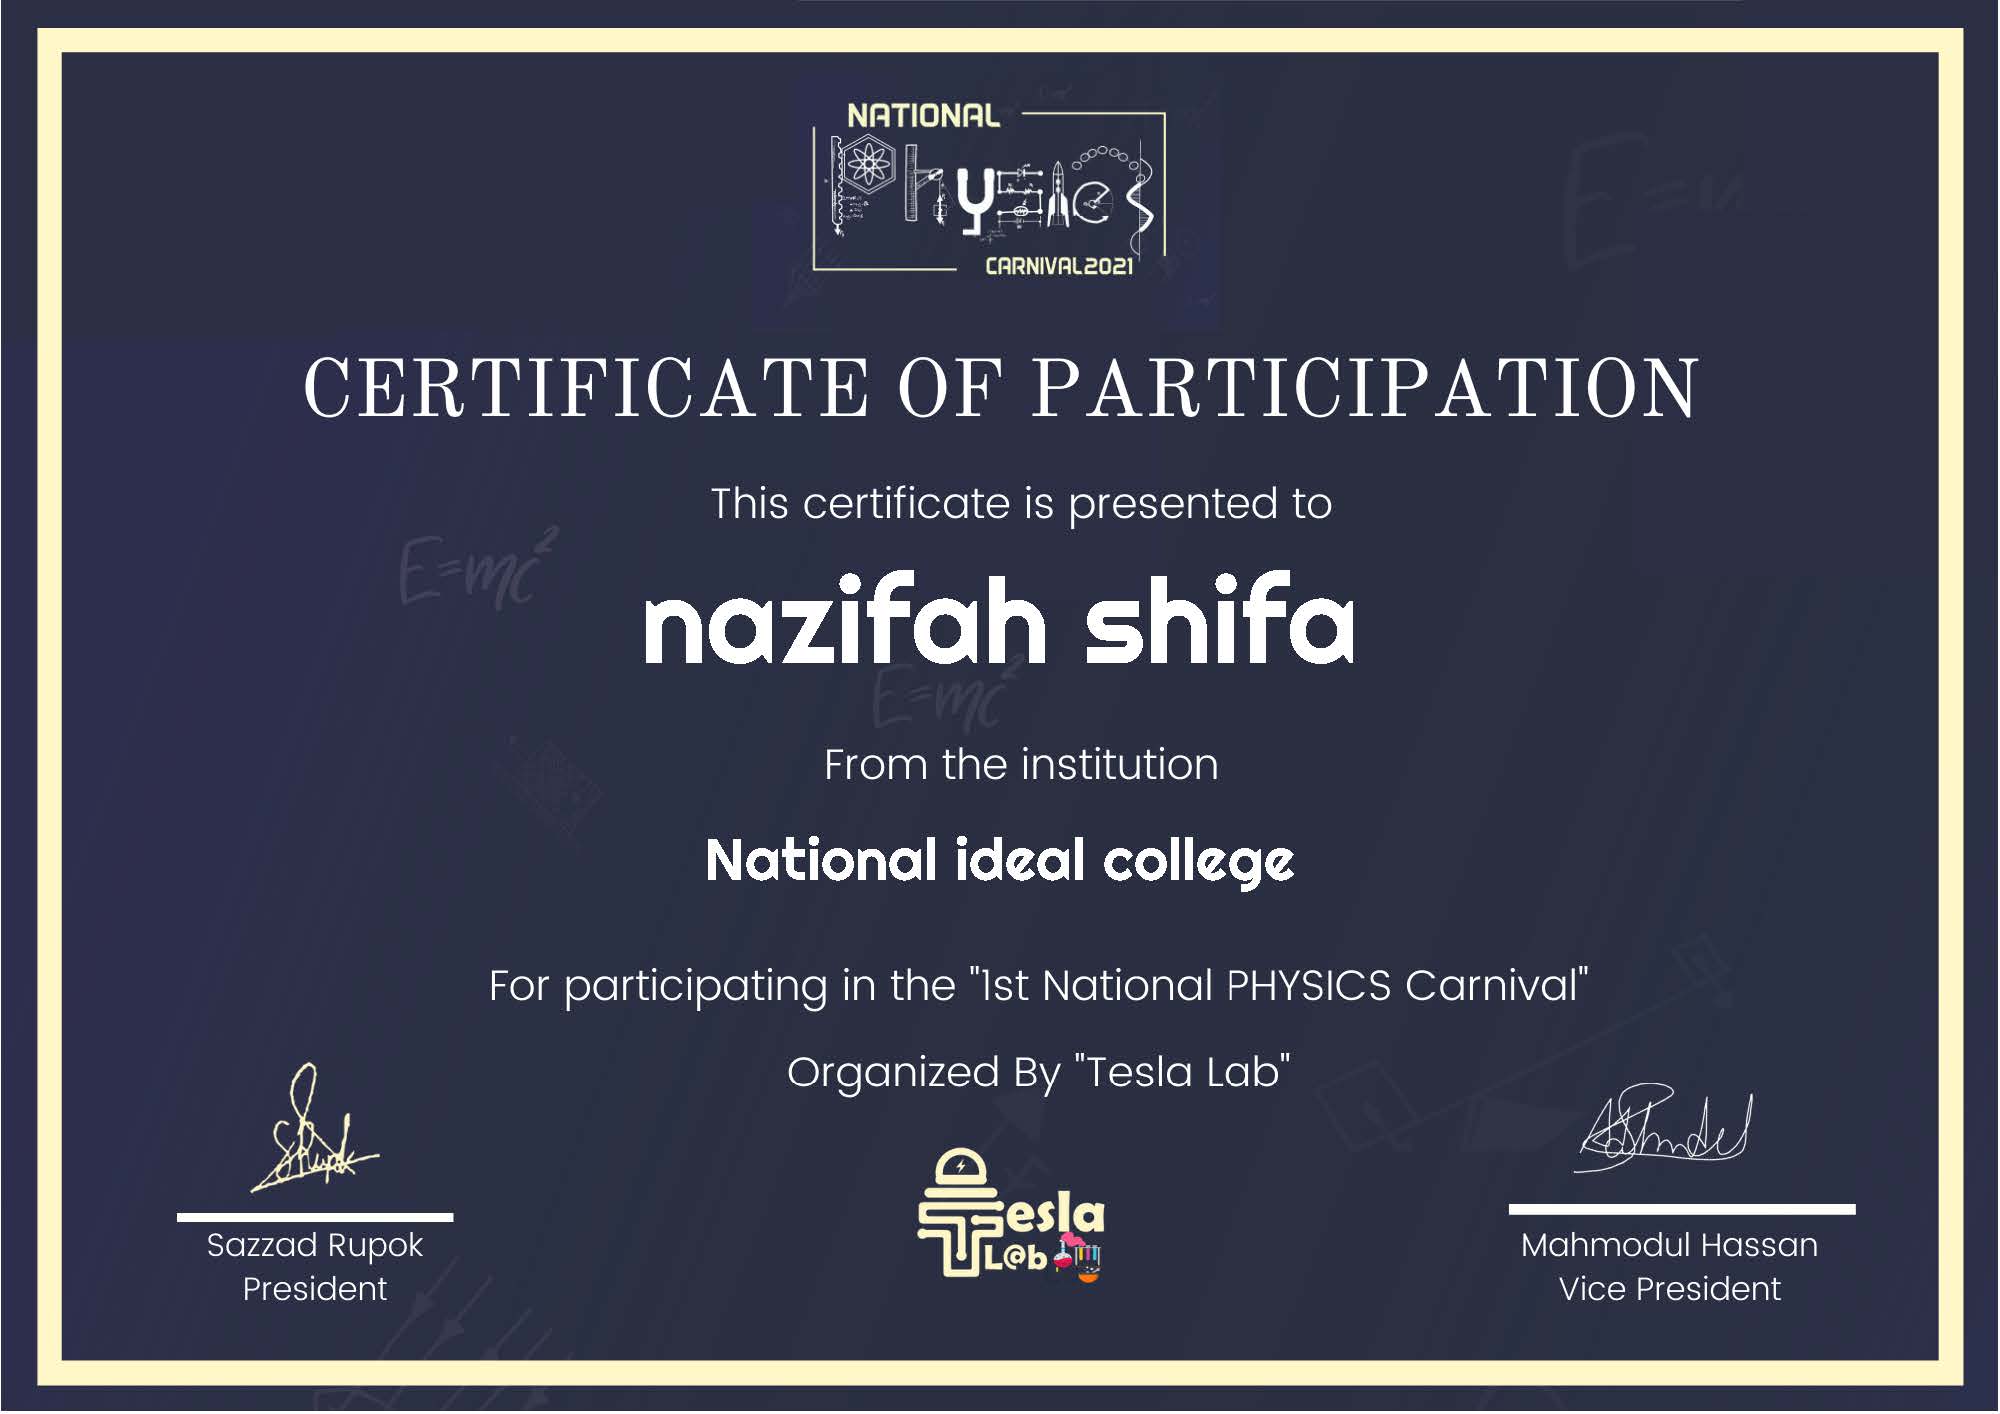 NATIONAL
Physics
CARNIVAL2021
CERTIFICATE OF PARTICIPATION
This certificate is presented to
E=mc²
nazifah shifa
E=mc²
From the institution
National ideal college
For participating in the "1st National PHYSICS Carnival"
Organized By "Tesla Lab"
Tesla
L@b
Sazzad Rupok
President
Mahmodul Hassan
Vice President